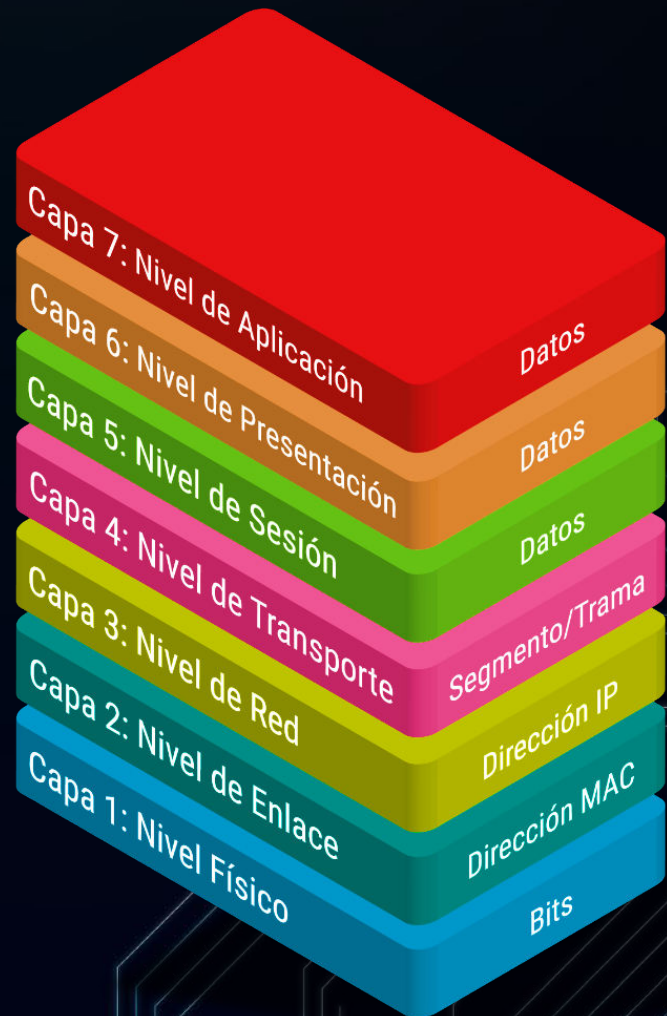 Capa 7: Nivel de Aplicación
Datos
Capa 6: Nivel de Presentación
Datos
Capa 5: Nivel de Sesión
Datos
Capa 4: Nivel de Transporte
Segmento/Trama
Capa 3: Nivel de Red
Dirección IP
Capa 2: Nivel de Enlace
Dirección MAC
Capa 1: Nivel Físico
Bits